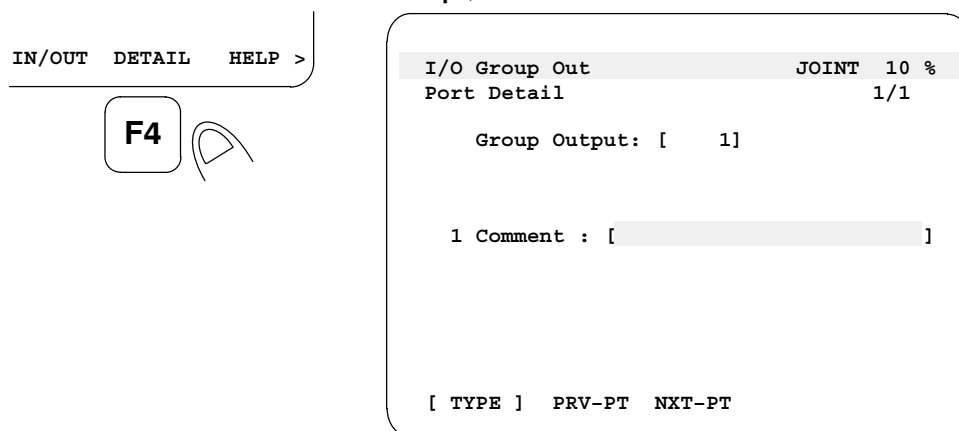 IN/OUT DETAIL HELP >
F4
I/O Group Out JOINT 10 %
Port Detail 1/1
Group Output: [ 1]
1 Comment : [ ]
[ TYPE ] PRV–PT NXT–PT